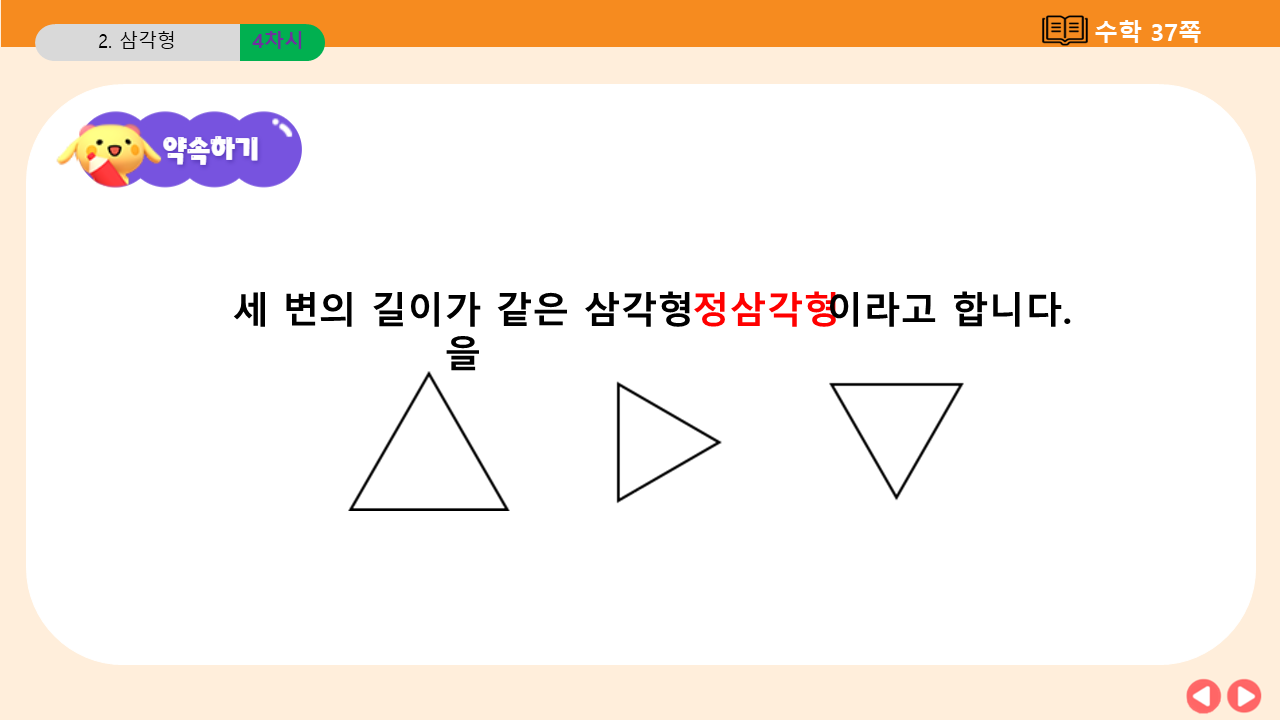 2. 삼각형
4차시
수학 37쪽
약속하기
세 변의 길이가 같은 삼각형정삼각형이라고 합니다.
을